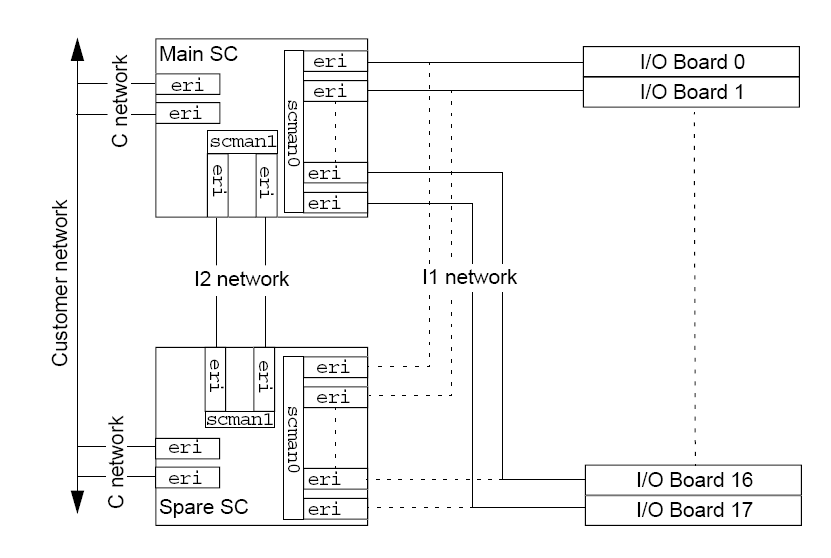 Main SC
eri
I/O Board 0
eri
eri
I/O Board 1
C network
eri
scman0
scman1
eri
eri
eri
eri
Customer network
I2 network
I1 network
eri
eri
eri
eri
scman0
scman1
C network
eri
eri
eri
I/O Board 16
Spare SC
eri
I/O Board 17